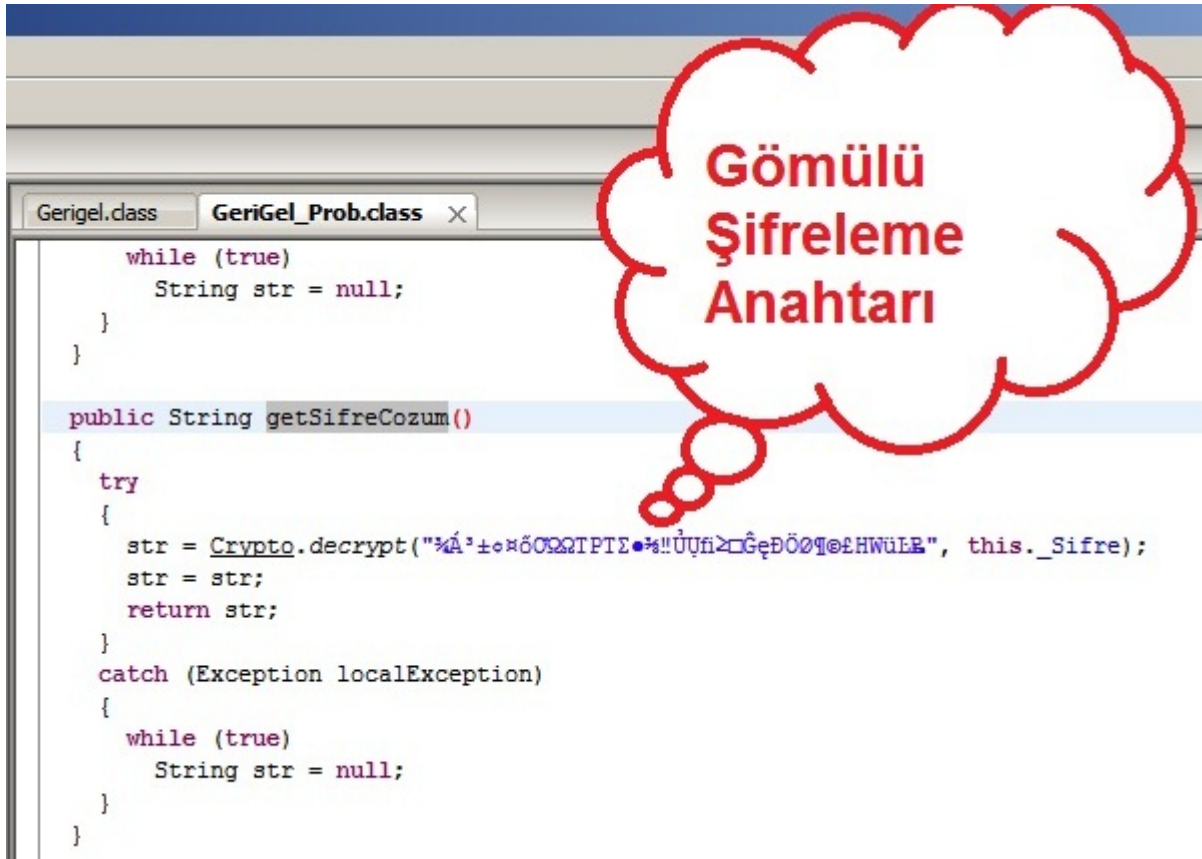 Gömülü
Şifreleme
Anahtarı
Gerigel.class GeriGel_Prob.class
while (true)
String str = null;
}
}
public String getSifreCozum()
{
try
{
str = Crypto.decrypt( , this._Sifre);
str = str;
return str;
}
catch (Exception localException)
{
while (true)
String str = null;
}
}